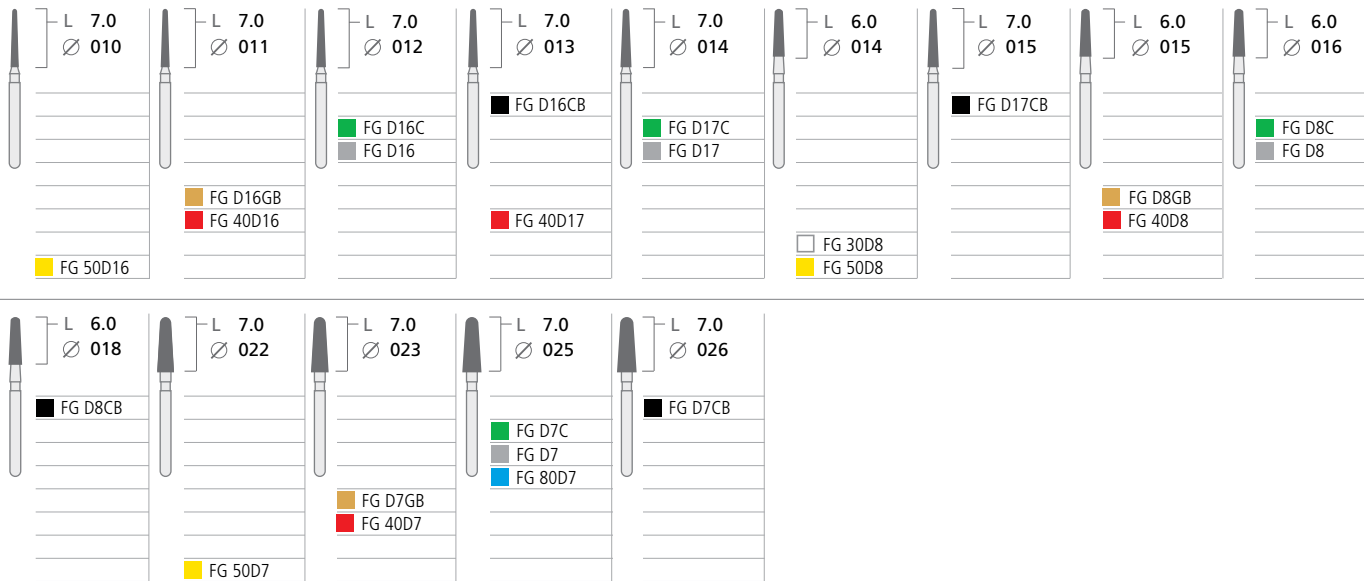 L 7.0
∅ 010
FG 50D16
L 7.0
∅ 011
FG D16GB
FG 40D16
L 7.0
∅ 012
FG D16C
FG D16
L 7.0
∅ 013
FG D16CB
FG 40D17
L 7.0
∅ 014
FG D17C
FG D17
L 6.0
∅ 014
FG 30D8
FG 50D8
L 7.0
∅ 015
FG D17CB
L 6.0
∅ 015
FG D8GB
FG 40D8
L 6.0
∅ 016
FG D8C
FG D8
L 6.0
∅ 018
FG D8CB
L 7.0
∅ 022
FG 50D7
L 7.0
∅ 023
FG D7GB
FG 40D7
L 7.0
∅ 025
FG D7C
FG D7
FG 80D7
L 7.0
∅ 026
FG D7CB